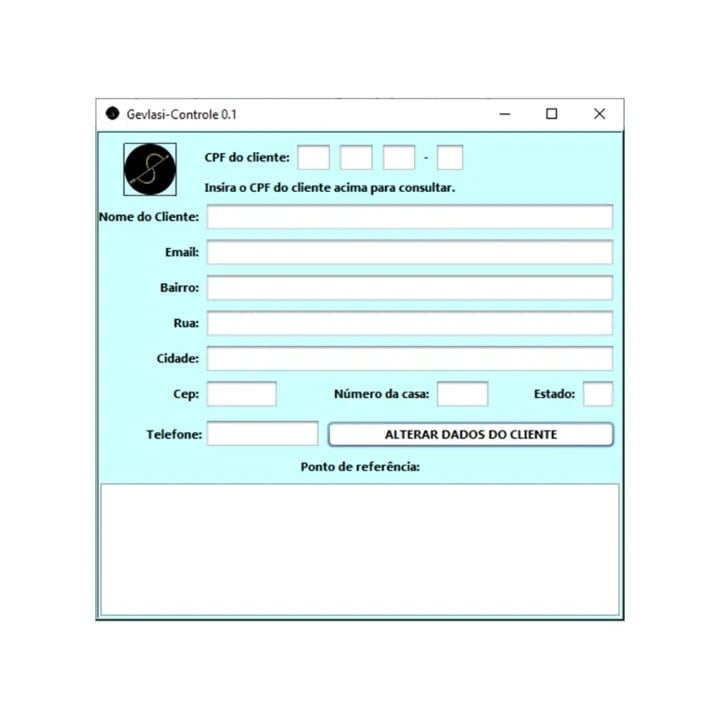 Gevlasi-Controle 0.1
CPF do cliente: -
Insira o CPF do cliente acima para consultar.
Nome do Cliente:
Email:
Bairro:
Rua:
Cidade:
Cep: Número da casa: Estado:
Telefone: ALTERAR DADOS DO CLIENTE
Ponto de referência: